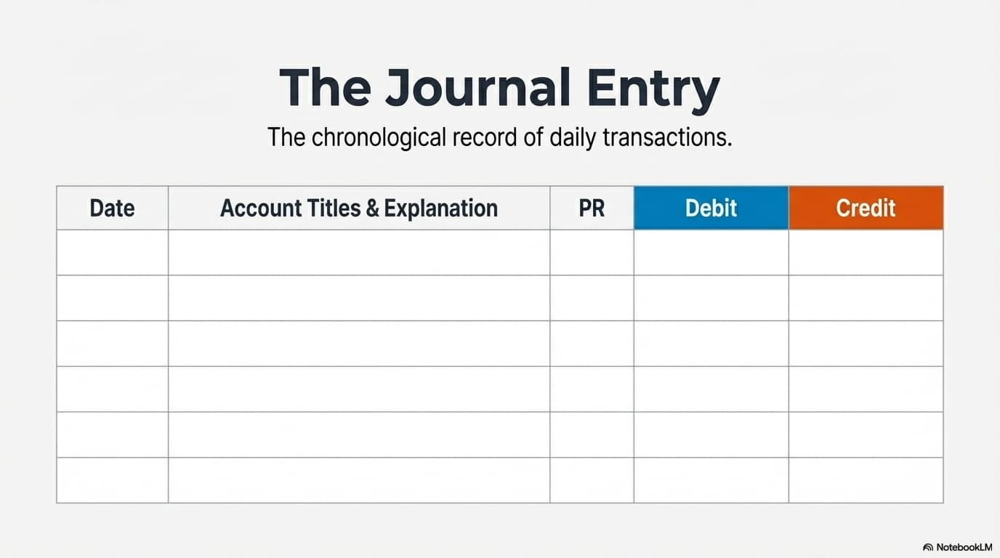 The Journal Entry
The chronological record of daily transactions.
Date Account Titles & Explanation PR Debit Credit
NotebookLM